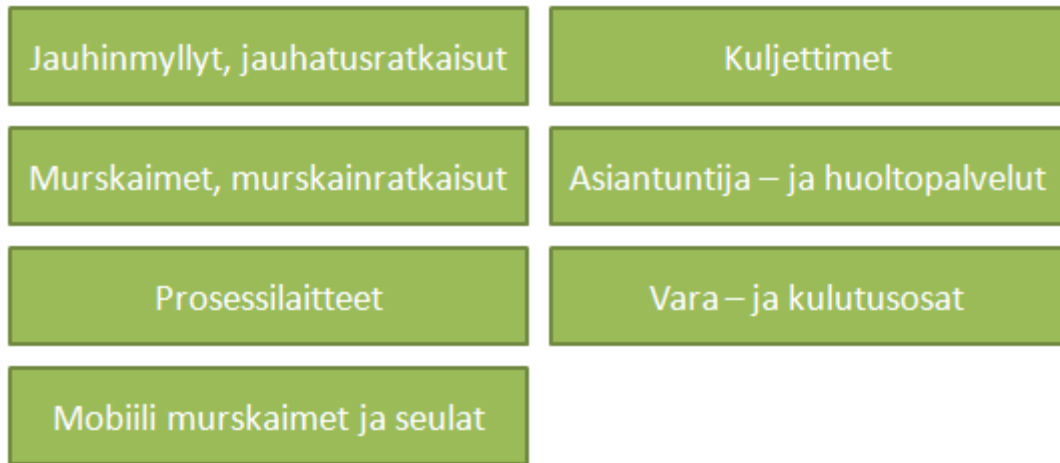 Jauhinmyllyt, jauhatusratkaisut
Kuljettimet
Murskaimet, murskainratkaisut
Asiantuntija – ja huoltopalvelut
Prosessilaitteet
Vara – ja kulutusosat
Mobiili murskaimet ja seulat